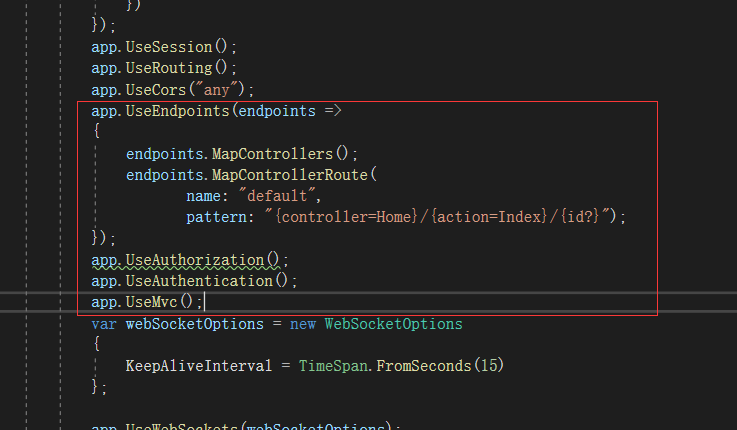 })
});
app.UseSession();
app.UseRouting();
app.UseCors("any");
app.UseEndpoints(endpoints =>
{
endpoints.MapControllers();
endpoints.MapControllerRoute(
name: "default",
pattern: "{controller=Home}/{action=Index}/{id?}");
});
app.UseAuthorization();
app.UseAuthentication();
app.UseMvc();
var webSocketOptions = new WebSocketOptions
{
KeepAliveInterval = TimeSpan.FromSeconds(15)
};
app.UseWebSockets(webSocketOptions);